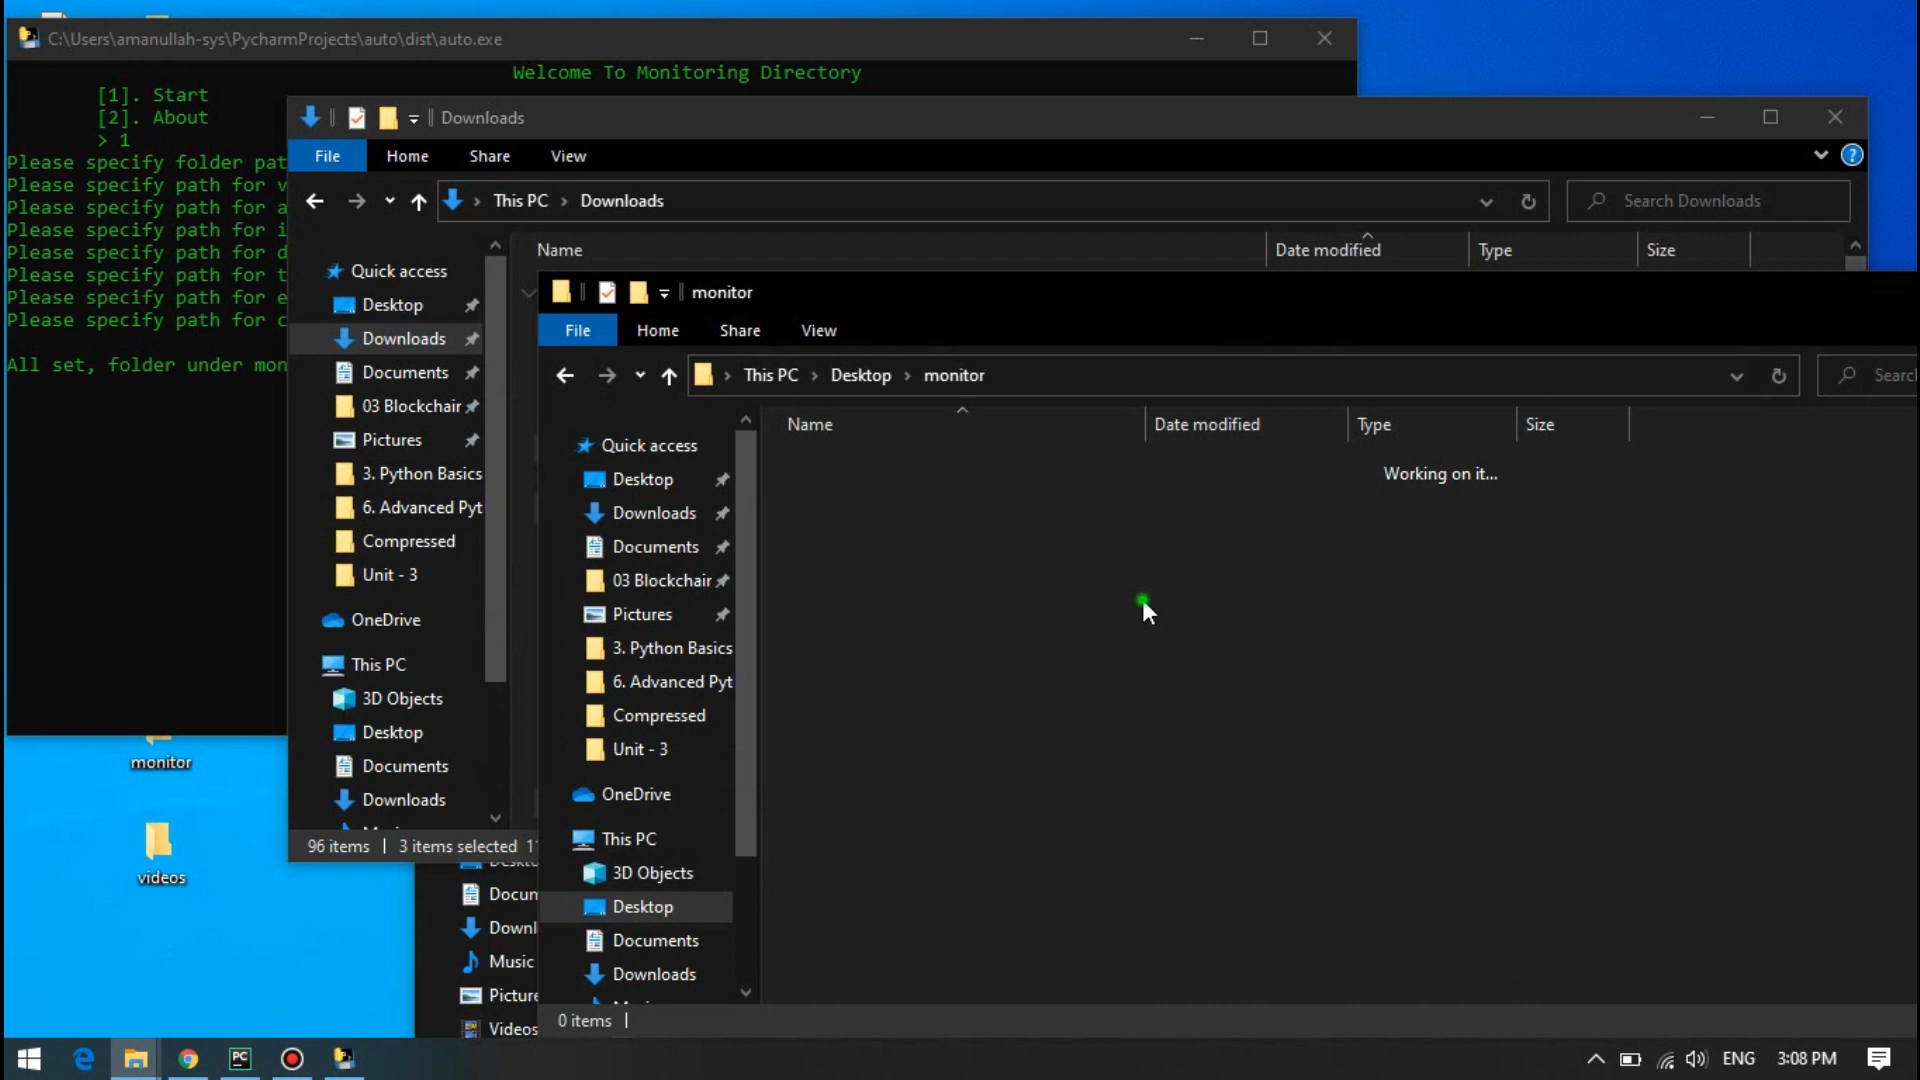 C:\Users\amanullah-sys\PycharmProjects\auto\dist\auto.exe
Welcome To Monitoring Directory
[1]. Start
[2]. About
> 1
Please specify folder pat
Please specify path for v
Please specify path for a
Please specify path for i
Please specify path for d
Please specify path for t
Please specify path for e
Please specify path for c
All set, folder under mon
monitor
videos
Downloads
File Home Share View
This PC > Downloads
Search Downloads
Name Date modified Type Size
Quick access
Desktop
Downloads
Documents
03 Blockchair
Pictures
3. Python Basics
6. Advanced Pyt
Compressed
Unit - 3
OneDrive
This PC
3D Objects
Desktop
Documents
Downloads
96 items | 3 items selected
Docum
Downl
Music
Picture
Videos
monitor
File Home Share View
This PC > Desktop > monitor
Searc
Name Date modified Type Size
Working on it...
Quick access
Desktop
Downloads
Documents
03 Blockchair
Pictures
3. Python Basics
6. Advanced Pyt
Compressed
Unit - 3
OneDrive
This PC
3D Objects
Desktop
Documents
Downloads
0 items
PC
ENG 3:08 PM